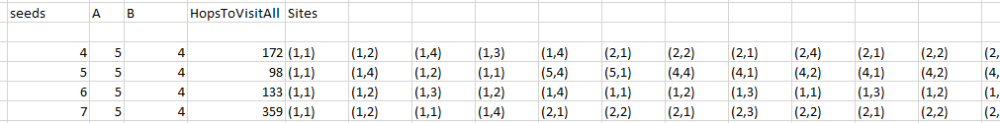 seeds A B HopsToVisitAll Sites
4 5 4 172 (1,1) (1,2) (1,4) (1,3) (1,4) (2,1) (2,2) (2,1) (2,4) (2,1) (2,2) (2,
5 5 4 98 (1,1) (1,4) (1,2) (1,1) (5,4) (5,1) (4,4) (4,1) (4,2) (4,1) (4,2) (4,
6 5 4 133 (1,1) (1,2) (1,3) (1,2) (1,4) (1,1) (1,2) (1,3) (1,1) (1,3) (1,2) (1,
7 5 4 359 (1,1) (1,2) (1,1) (1,4) (2,1) (2,2) (2,1) (2,3) (2,2) (2,1) (2,2) (2,